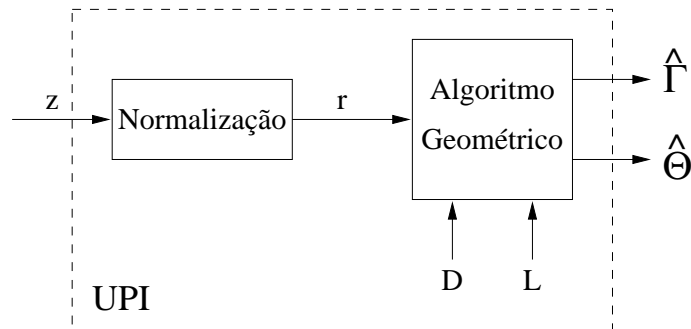 z
Normalização
r
Algoritmo
Geométrico
Γ̂
Θ̂
D
L
UPI